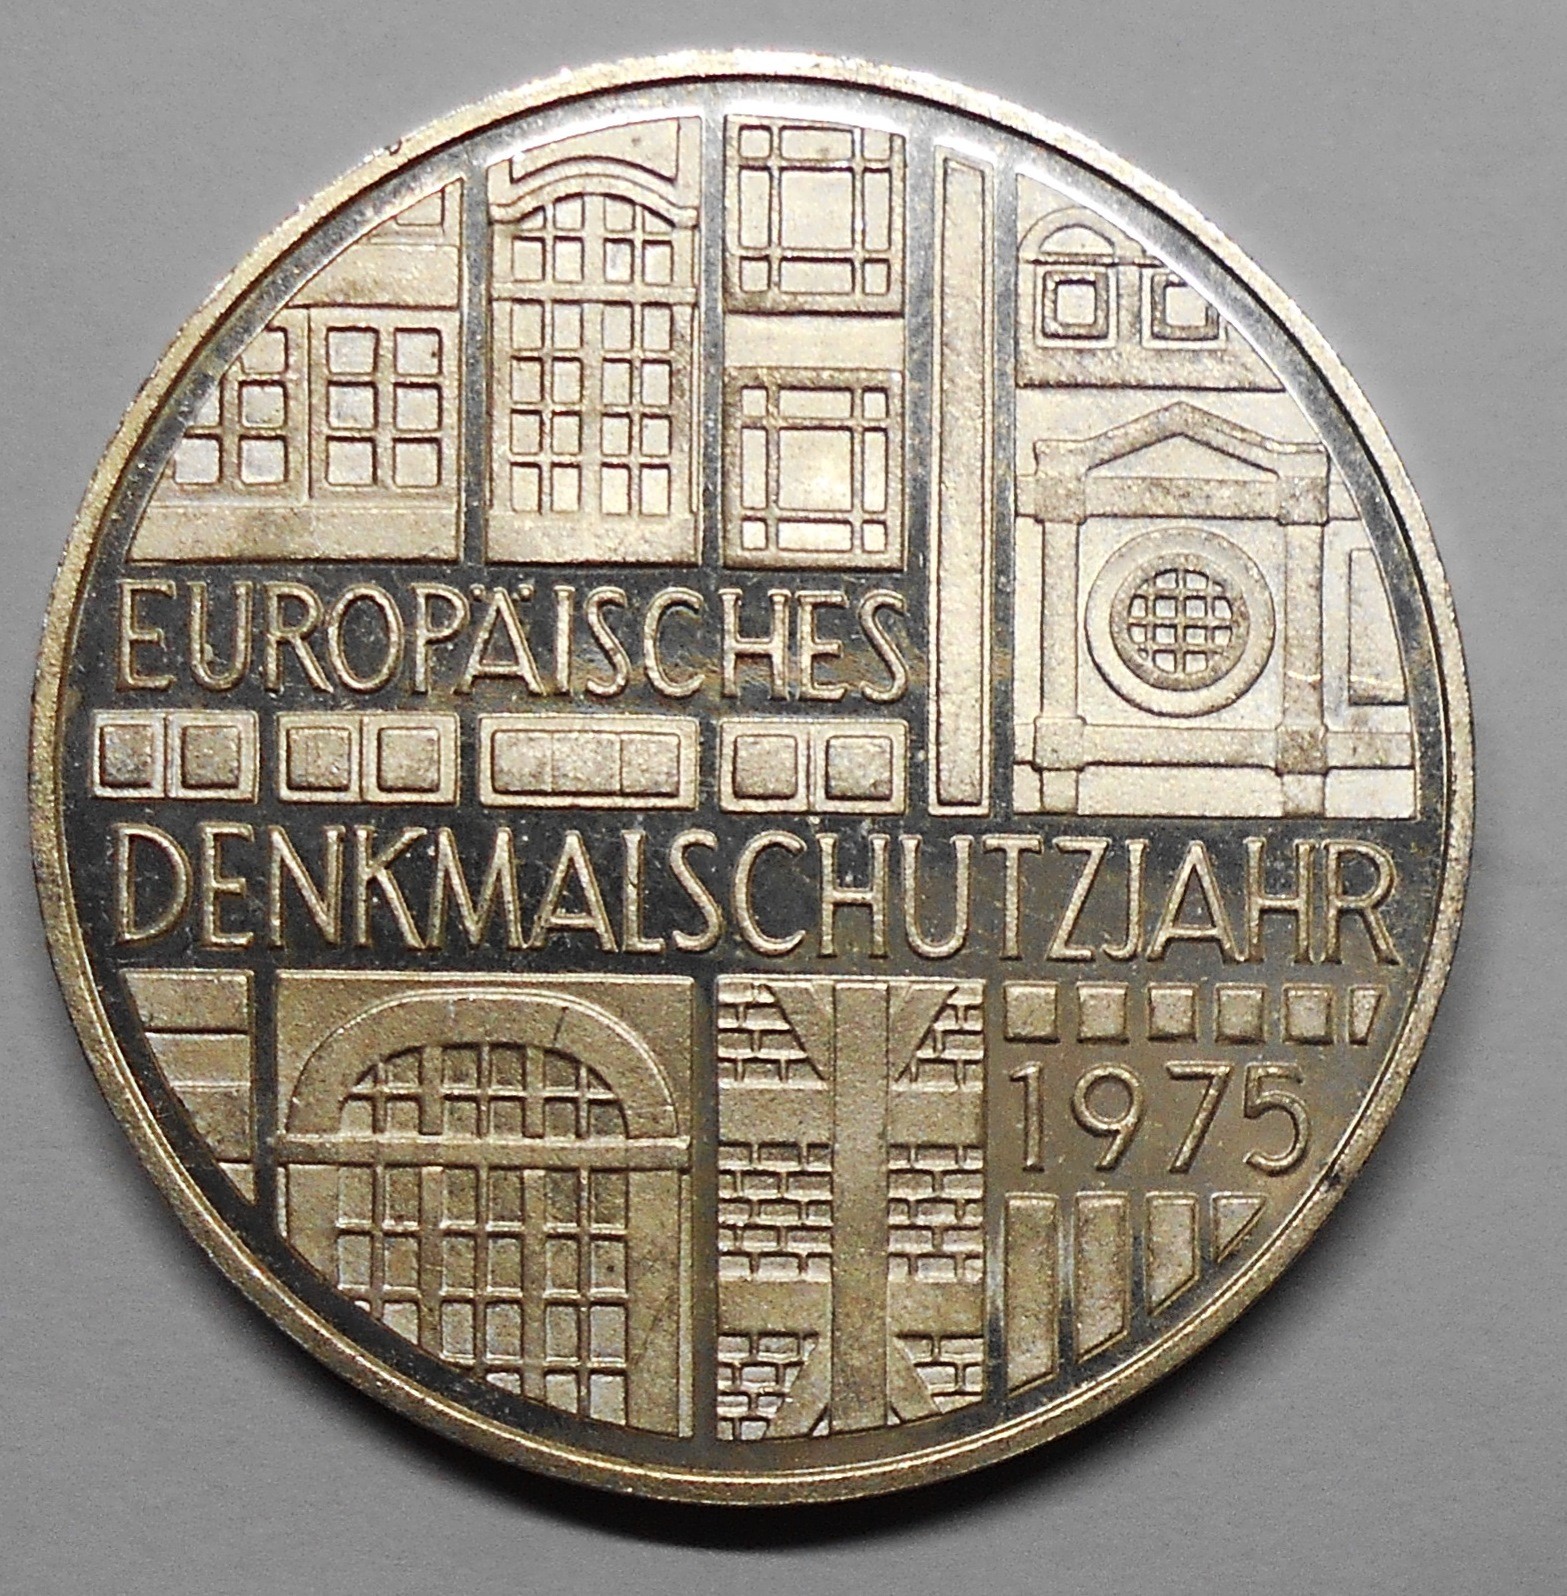 EUROPÄISCHES
DENKMALSCHUTZJAHR
1975